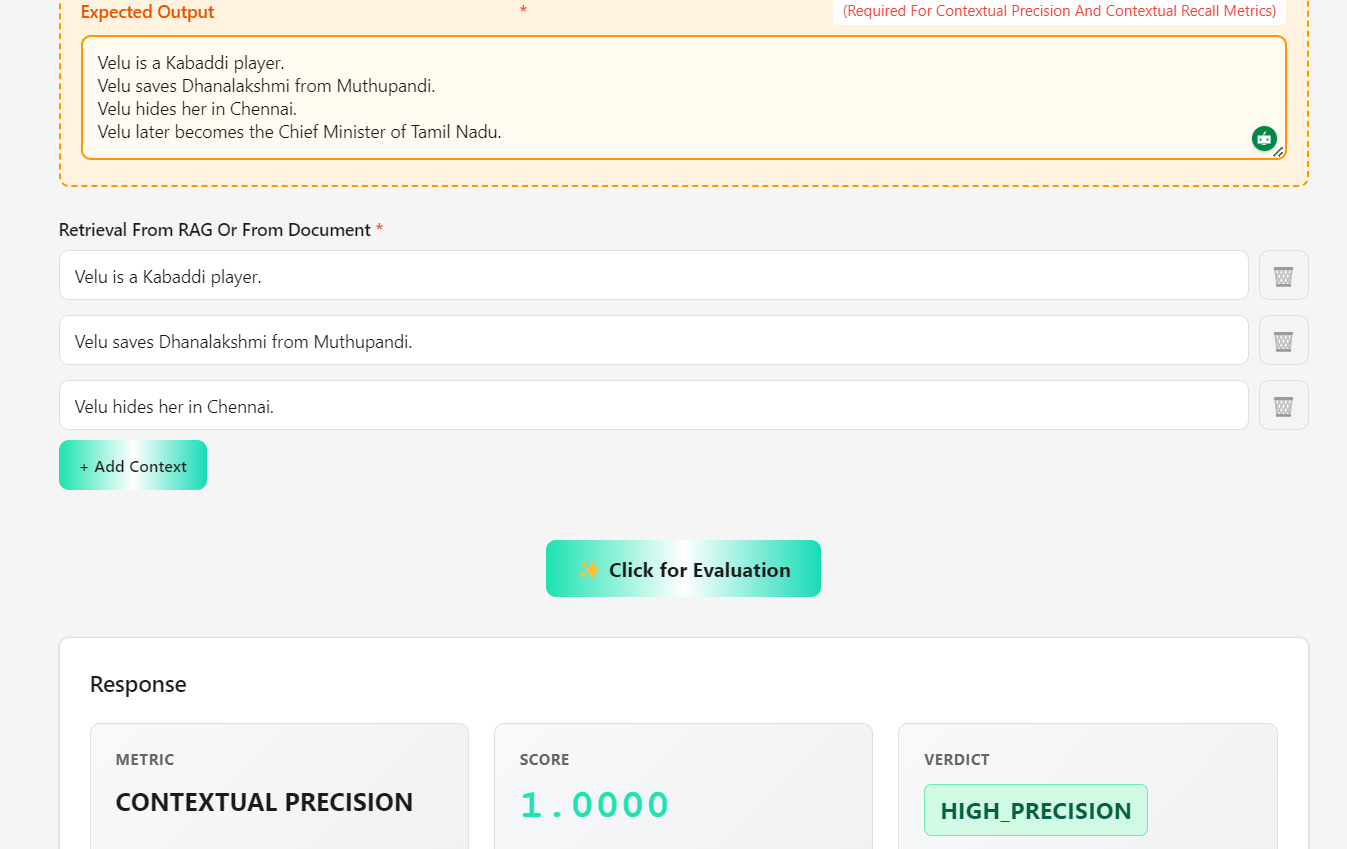 Expected Output *
(Required For Contextual Precision And Contextual Recall Metrics)
Velu is a Kabaddi player.
Velu saves Dhanalakshmi from Muthupandi.
Velu hides her in Chennai.
Velu later becomes the Chief Minister of Tamil Nadu.
Retrieval From RAG Or From Document *
Velu is a Kabaddi player.
Velu saves Dhanalakshmi from Muthupandi.
Velu hides her in Chennai.
+ Add Context
✨ Click for Evaluation
Response
METRIC
CONTEXTUAL PRECISION
SCORE
1.0000
VERDICT
HIGH_PRECISION